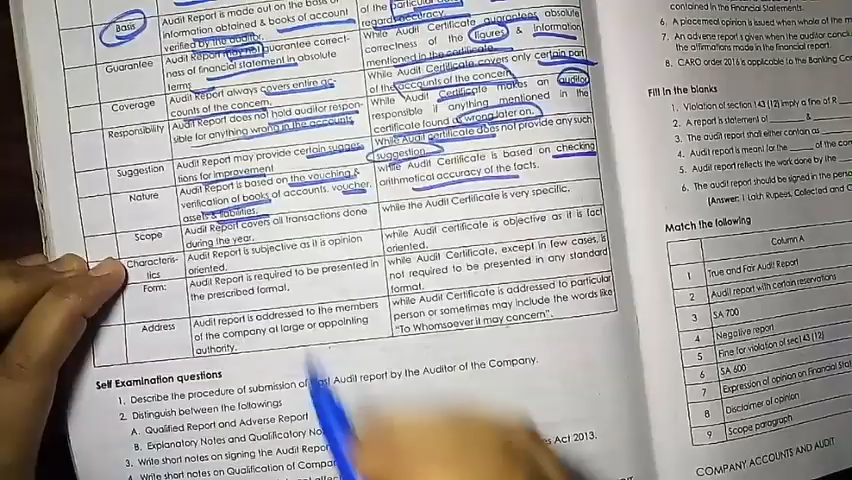 Basis
Audit Report is made out on the basis of
information obtained & books of account
verified by the auditor.
of the particular
regards accuracy.
Guarantee
Audit Report may not guarantee correct-
ness of financial statement in absolute
terms
While Audit Certificate guarantees absolute
correctness of the figures & information
mentioned in the certificate.
Coverage
Audit Report always covers entire ac-
counts of the concern.
While Audit Certificate covers only certain part
of the accounts of the concern
Responsibility
Audit Report does not hold auditor respon-
sible for anything wrong in the accounts
While Audit Certificate makes an auditor
responsible if anything mentioned in the
certificate found is wrong later on.
Suggestion
Audit Report may provide certain sugges-
tions for improvement
While Audit Certificate does not provide any such
suggestion.
Nature
Audit Report is based on the vouching &
verification of books of accounts, voucher,
assets & liabilities.
while Audit Certificate is based on checking
arithmetical accuracy of the facts.
Scope
Audit Report covers all transactions done
during the year.
while the Audit Certificate is very specific.
Characteris-
tics
Audit Report is subjective as it is opinion
oriented.
while Audit certificate is objective as it is fact
oriented.
Form:
Audit Report is required to be presented in
the prescribed format.
while Audit Certificate, except in few cases, is
not required to be presented in any standard
format.
Address
Audit report is addressed to the members
of the company at large or appointing
authority.
while Audit Certificate is addressed to particular
person or sometimes may include the words like
"To Whomsoever it may concern".
Self Examination questions
1. Describe the procedure of submission of Audit report by the Auditor of the Company.
2. Distinguish between the followings
A. Qualified Report and Adverse Report
B. Explanatory Notes and Qualificatory
3. Write short notes on signing the Audit Report
es Act 2013.
4. Write short notes on Qualification of
contained in the Financial Statements.
6. A piecemeal opinion is issued when whole of the
7. An adverse report is given when the auditor
the affirmations made in the financial report.
8. CARO order 2016 is applicable to the Banking
Fill in the blanks
1. Violation of section 143 (12) imply a fine of R
2. A report is statement of ______ & ______
3. The audit report shall either contain as
4. Audit report is meant for the ______ of the
5. Audit report reflects the work done by the
6. The audit report should be signed in the
(Answer: 1 Lakh Rupees, Collected and
Match the following
Column A
1 True and Fair Audit Report
2 Audit report with certain reservations
3 SA 700
4 Negative report
5 Fine for violation of sec143 (12)
6 SA 600
7 Expression of opinion on Financial
8 Disclaimer of opinion
9 Scope paragraph
COMPANY ACCOUNTS AND AUDIT